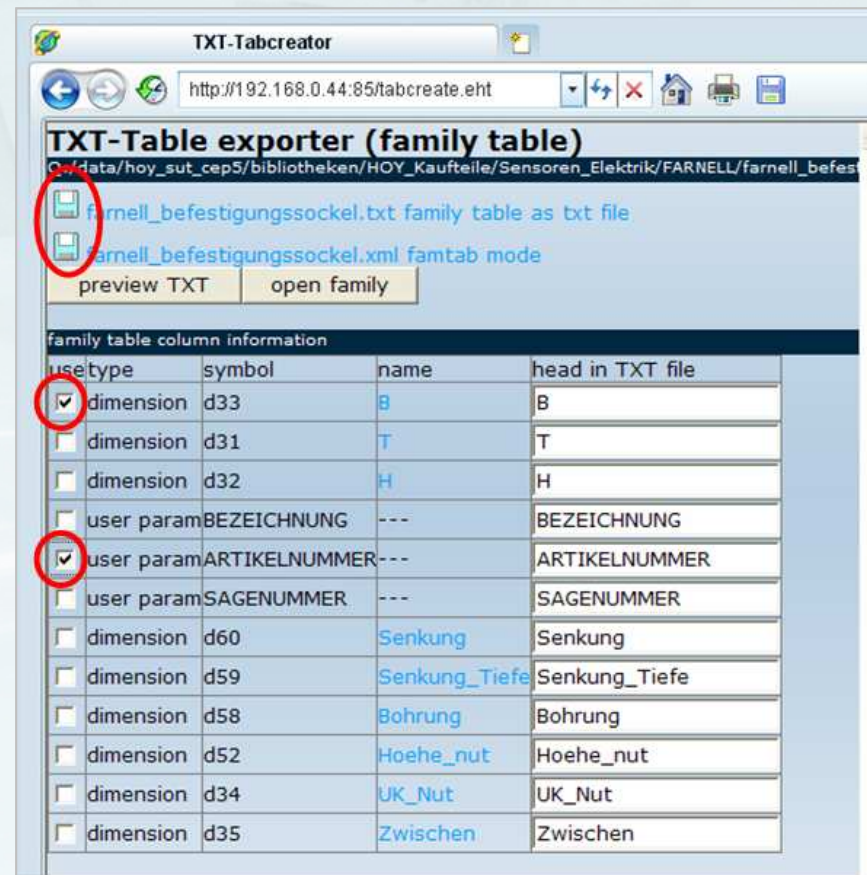 TXT-Tabcreator
http://192.168.0.44:85/tabcreate.eht
TXT-Table exporter (family table)
Q:/data/hoy_sut_cep5/bibliotheken/HOY_Kaufteile/Sensoren_Elektrik/FARNELL/farnell_befest
farnell_befestigungssockel.txt family table as txt file
farnell_befestigungssockel.xml famtab mode
preview TXT open family
family table column information
use type symbol name head in TXT file
dimension d33 B B
dimension d31 T T
dimension d32 H H
user param BEZEICHNUNG --- BEZEICHNUNG
user param ARTIKELNUMMER --- ARTIKELNUMMER
user param SAGENUMMER --- SAGENUMMER
dimension d60 Senkung Senkung
dimension d59 Senkung_Tiefe Senkung_Tiefe
dimension d58 Bohrung Bohrung
dimension d52 Hoehe_nut Hoehe_nut
dimension d34 UK_Nut UK_Nut
dimension d35 Zwischen Zwischen